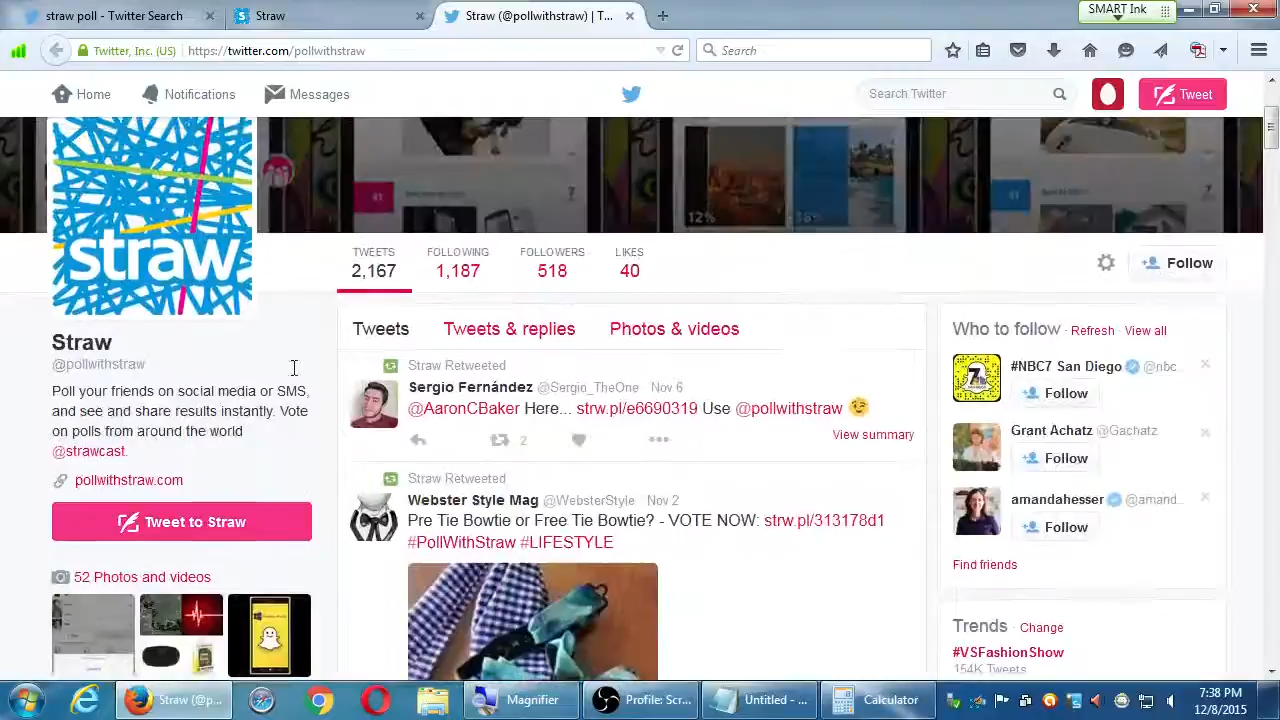 straw poll - Twitter Search
Straw
Straw (@pollwithstraw) | T...
SMART Ink
Twitter, Inc. (US)
https://twitter.com/pollwithstraw
Search
Home
Notifications
Messages
Search Twitter
Tweet
12%
straw
TWEETS
2,167
FOLLOWING
1,187
FOLLOWERS
518
LIKES
40
Follow
Straw
@pollwithstraw
Poll your friends on social media or SMS,
and see and share results instantly. Vote
on polls from around the world
@strawcast.
pollwithstraw.com
Tweet to Straw
52 Photos and videos
Tweets
Tweets & replies
Photos & videos
Straw Retweeted
Sergio Fernández @Sergio_TheOne Nov 6
@AaronCBaker Here... strw.pl/e6690319 Use @pollwithstraw
2
View summary
Straw Retweeted
Webster Style Mag @WebsterStyle Nov 2
Pre Tie Bowtie or Free Tie Bowtie? - VOTE NOW: strw.pl/313178d1
#PollWithStraw #LIFESTYLE
Who to follow · Refresh · View all
#NBC7 San Diego @nbc...
Follow
Grant Achatz @Gachatz
Follow
amandahesser @amand...
Follow
Find friends
Trends · Change
#VSFashionShow
154K Tweets
Straw (@p...
Magnifier
Profile: Scr...
Untitled - ...
Calculator
7:38 PM
12/8/2015